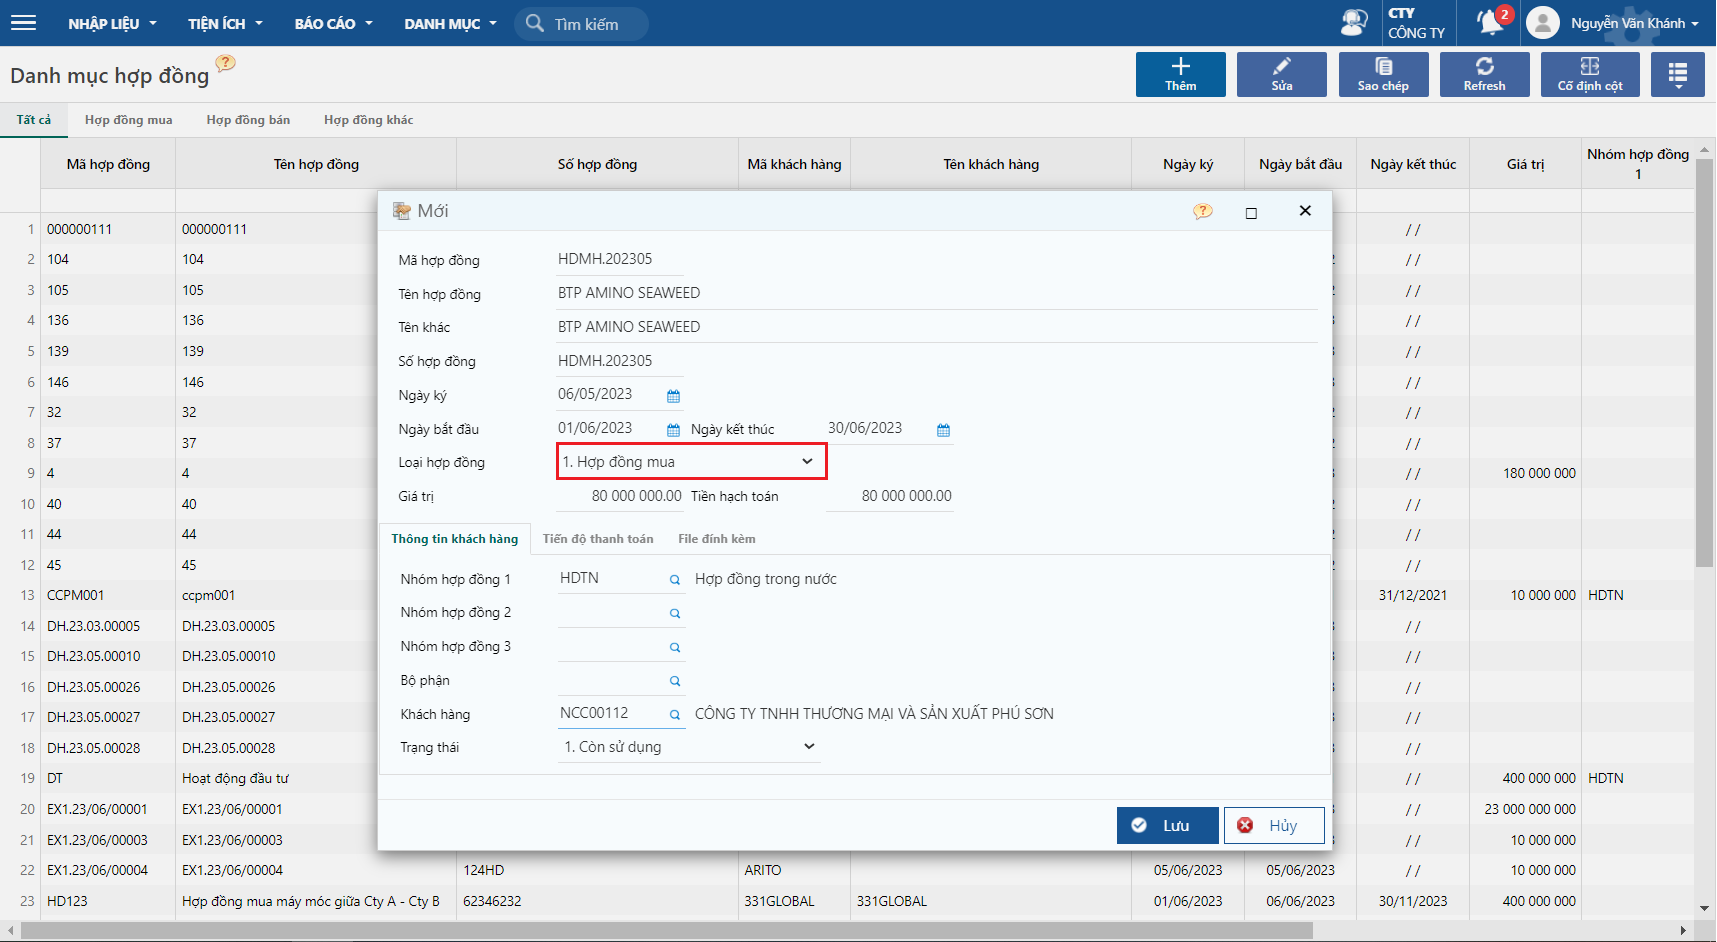 NHẬP LIỆU TIỆN ÍCH BÁO CÁO DANH MỤC Tìm kiếm CTY CÔNG TY 2 Nguyễn Văn Khánh
Danh mục hợp đồng ? Thêm Sửa Sao chép Refresh Cố định cột
Tất cả Hợp đồng mua Hợp đồng bán Hợp đồng khác
Mã hợp đồng Tên hợp đồng Số hợp đồng Mã khách hàng Tên khách hàng Ngày ký Ngày bắt đầu Ngày kết thúc Giá trị Nhóm hợp đồng 1
1 000000111 000000111 / /
2 104 104 / /
3 105 105 / /
4 136 136 / /
5 139 139 / /
6 146 146 / /
7 32 32 / /
8 37 37 / /
9 4 4 / / 180 000 000
10 40 40 / /
11 44 44 / /
12 45 45 / /
13 CCPM001 ccpm001 31/12/2021 10 000 000 HDTN
14 DH.23.03.00005 DH.23.03.00005 / /
15 DH.23.05.00010 DH.23.05.00010 / /
16 DH.23.05.00026 DH.23.05.00026 / /
17 DH.23.05.00027 DH.23.05.00027 / /
18 DH.23.05.00028 DH.23.05.00028 / /
19 DT Hoạt động đầu tư / / 400 000 000 HDTN
20 EX1.23/06/00001 EX1.23/06/00001 / / 23 000 000 000
21 EX1.23/06/00003 EX1.23/06/00003 / / 10 000 000
22 EX1.23/06/00004 EX1.23/06/00004 124HD ARITO 05/06/2023 05/06/2023 / / 10 000 000
23 HD123 Hợp đồng mua máy móc giữa Cty A - Cty B 62346232 331GLOBAL 331GLOBAL 01/06/2023 06/06/2023 30/11/2023 400 000 000
Mới ?
Mã hợp đồng HDMH.202305
Tên hợp đồng BTP AMINO SEAWEED
Tên khác BTP AMINO SEAWEED
Số hợp đồng HDMH.202305
Ngày ký 06/05/2023
Ngày bắt đầu 01/06/2023 Ngày kết thúc 30/06/2023
Loại hợp đồng 1. Hợp đồng mua
Giá trị 80 000 000.00 Tiền hạch toán 80 000 000.00
Thông tin khách hàng Tiến độ thanh toán File đính kèm
Nhóm hợp đồng 1 HDTN Hợp đồng trong nước
Nhóm hợp đồng 2
Nhóm hợp đồng 3
Bộ phận
Khách hàng NCC00112 CÔNG TY TNHH THƯƠNG MẠI VÀ SẢN XUẤT PHÚ SƠN
Trạng thái 1. Còn sử dụng
Lưu Hủy